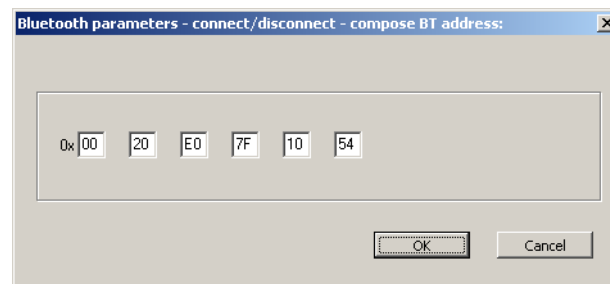 Bluetooth parameters - connect/disconnect - compose BT address:
0x 00 20 E0 7F 10 54
OK Cancel